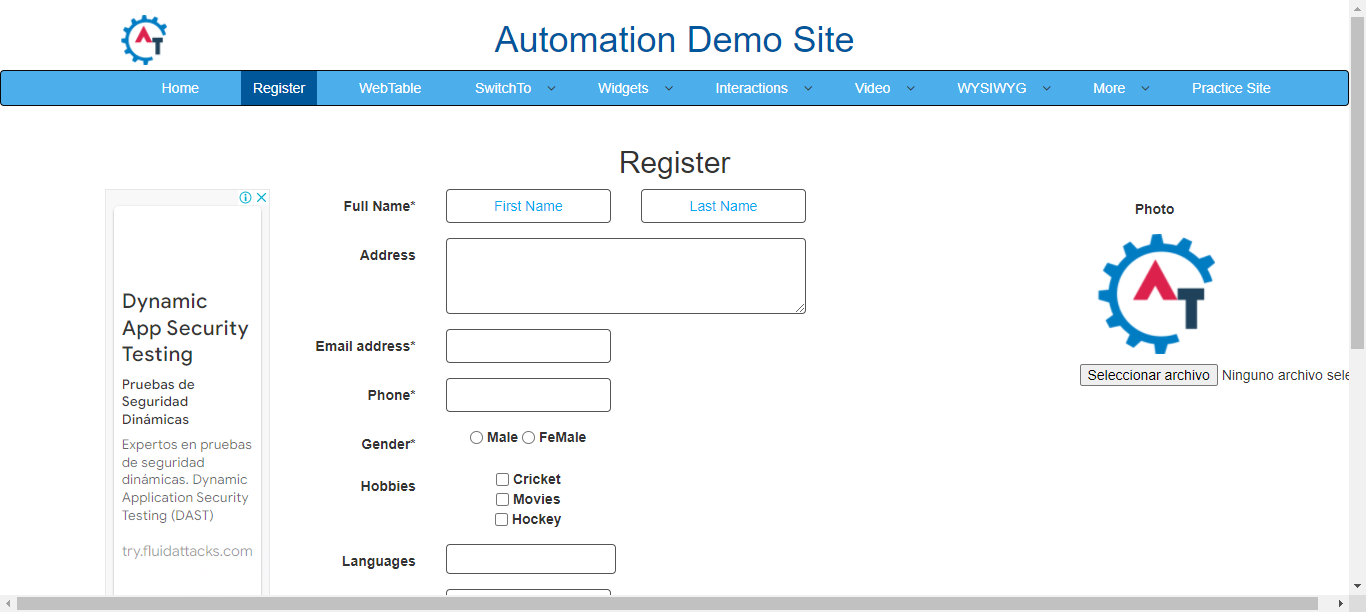 Automation Demo Site
Home Register WebTable SwitchTo Widgets Interactions Video WYSIWYG More Practice Site
Register
Full Name* First Name Last Name
Address
Email address*
Phone*
Gender* Male FeMale
Hobbies Cricket
Movies
Hockey
Languages
Photo
AT
Seleccionar archivo Ninguno archivo sele
Dynamic
App Security
Testing
Pruebas de
Seguridad
Dinámicas
Expertos en pruebas
de seguridad
dinámicas. Dynamic
Application Security
Testing (DAST)
try.fluidattacks.com